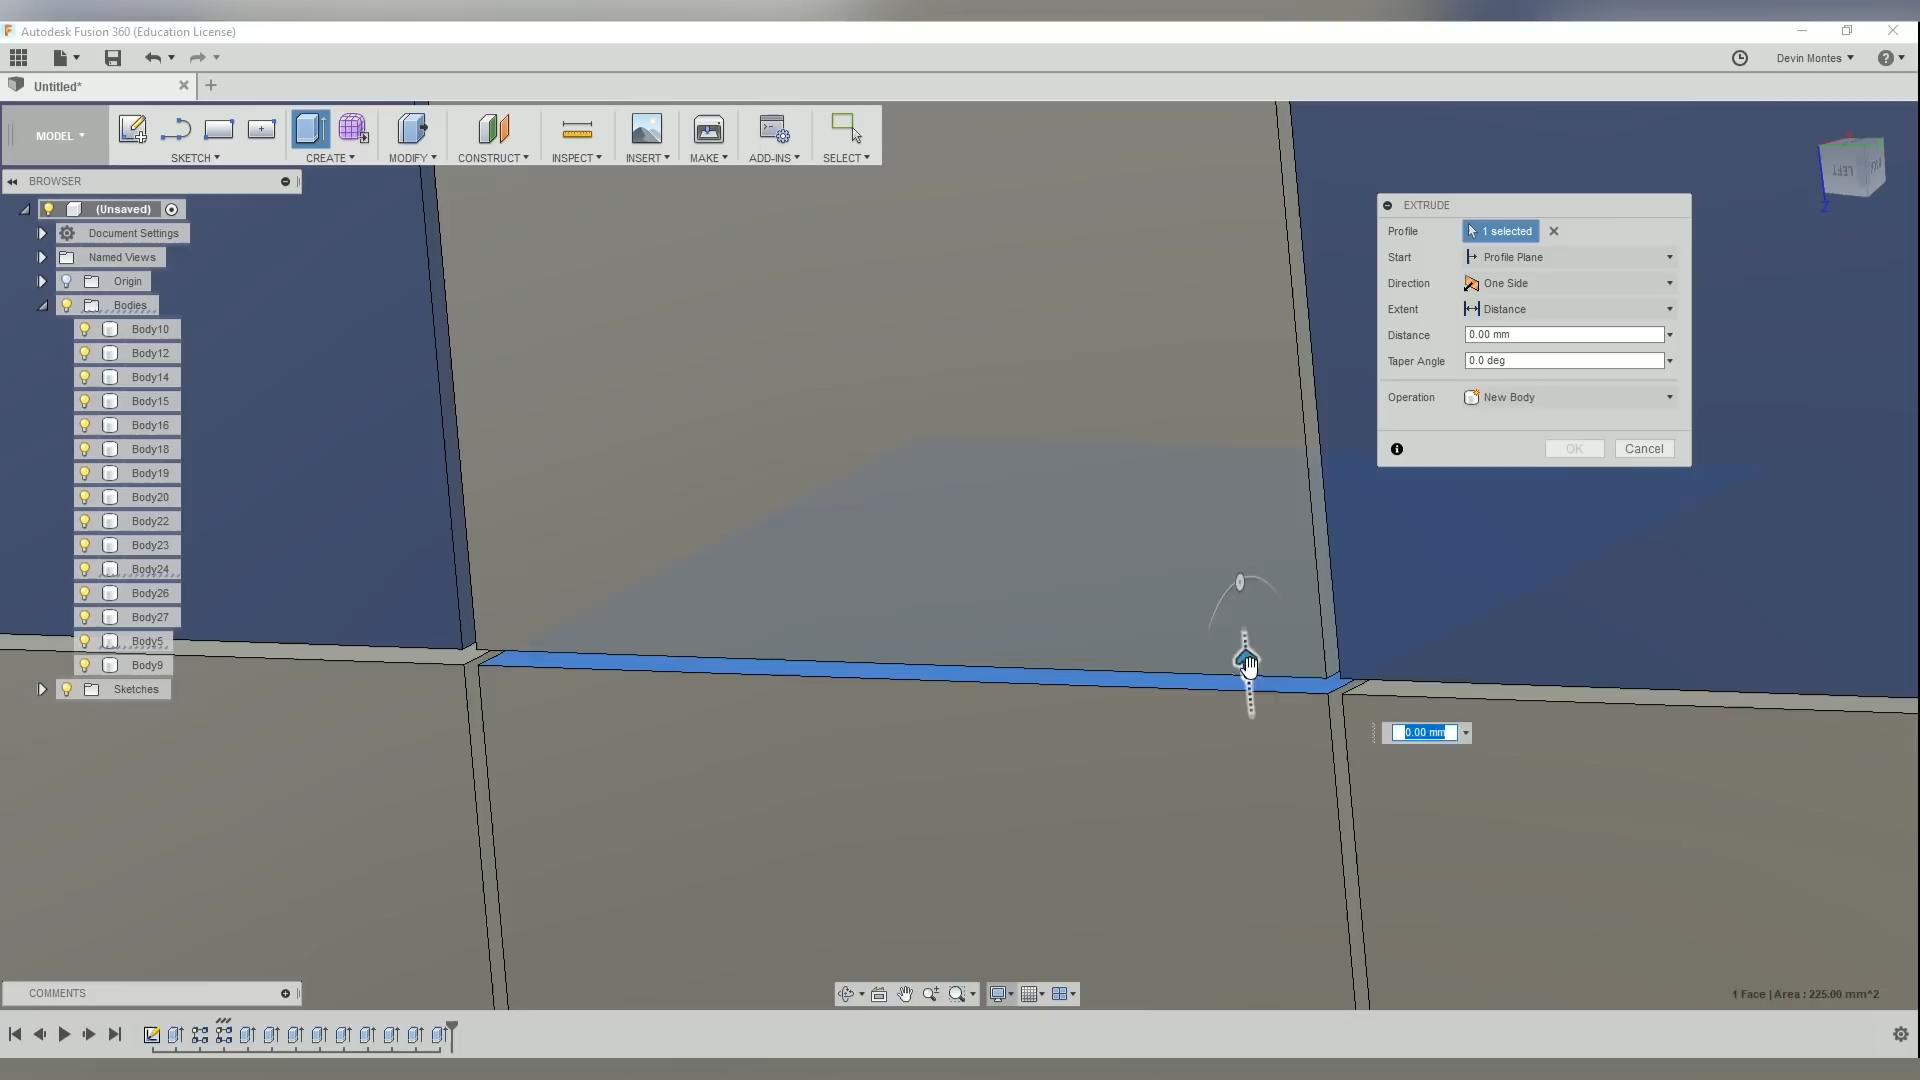 Autodesk Fusion 360 (Education License)
Devin Montes
Untitled*
MODEL
SKETCH
CREATE
MODIFY
CONSTRUCT
INSPECT
INSERT
MAKE
ADD-INS
SELECT
BROWSER
(Unsaved)
Document Settings
Named Views
Origin
Bodies
Body10
Body12
Body14
Body15
Body16
Body18
Body19
Body20
Body22
Body23
Body24
Body26
Body27
Body5
Body9
Sketches
LEFT
Z
EXTRUDE
Profile 1 selected
Start Profile Plane
Direction One Side
Extent Distance
Distance 0.00 mm
Taper Angle 0.0 deg
Operation New Body
OK Cancel
0.00 mm
COMMENTS
1 Face | Area : 225.00 mm^2